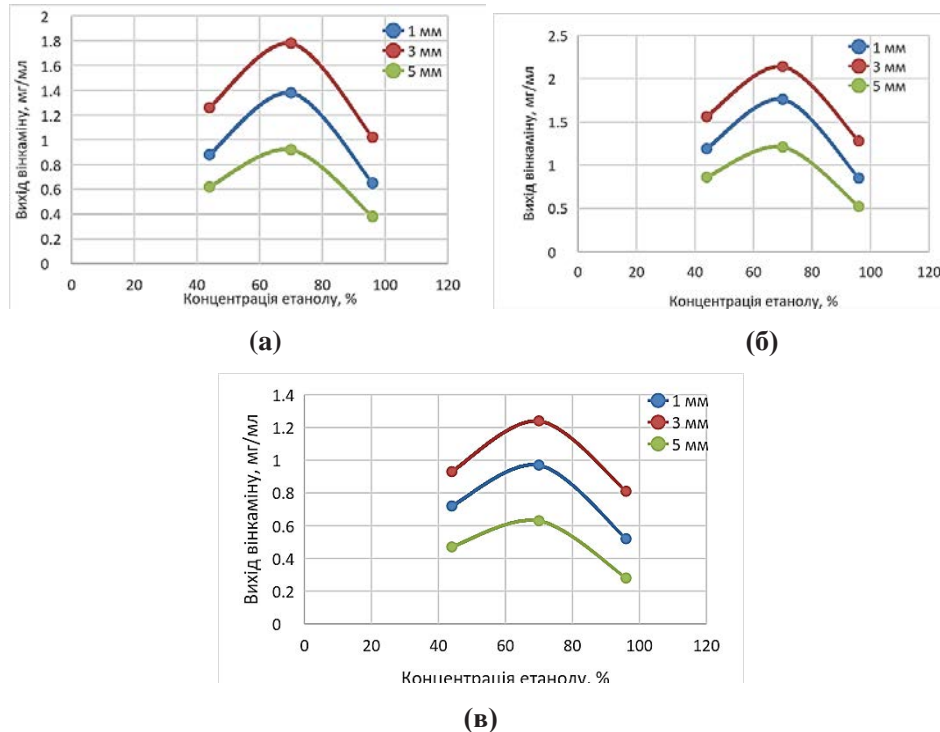 2
1.8
1.6
1.4
1.2
1
0.8
0.6
0.4
0.2
0
Вихід вінкаміну, мг/мл
1 мм
3 мм
5 мм
0 20 40 60 80 100 120
Концентрація етанолу, %
(а)
2.5
2
1.5
1
0.5
0
Вихід вінкаміну, мг/мл
1 мм
3 мм
5 мм
0 20 40 60 80 100 120
Концентрація етанолу, %
(б)
1.4
1.2
1
0.8
0.6
0.4
0.2
0
Вихід вінкаміну, мг/мл
1 мм
3 мм
5 мм
0 20 40 60 80 100 120
Концентрація етанолу, %
(в)